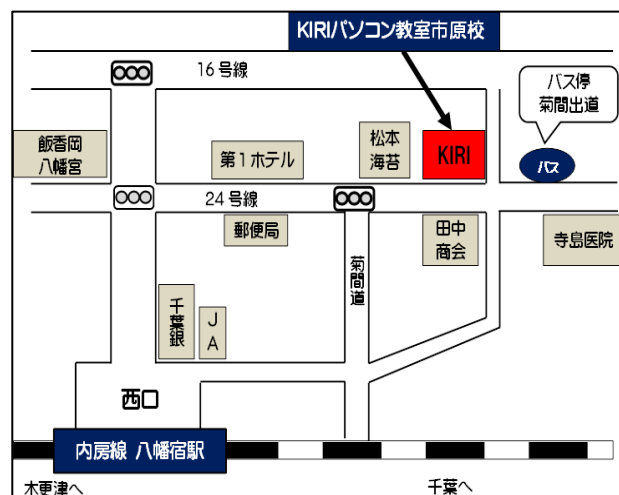 KIRIパソコン教室市原校
16号線
バス停
菊間出道
飯香岡
八幡宮
第1ホテル
松本
海苔
KIRI
バス
24号線
郵便局
田中
商会
寺島医院
菊間道
千葉銀
JA
西口
内房線 八幡宿駅
木更津へ
千葉へ